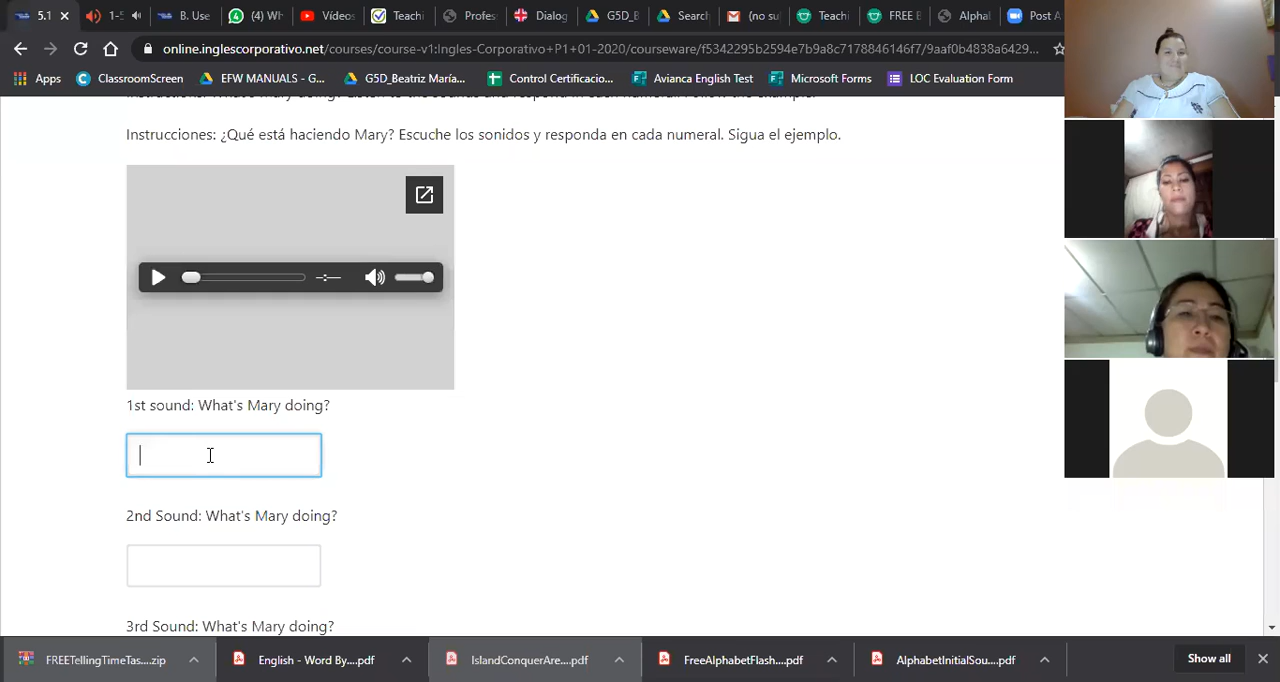 5.1
1-5
B. Use
(4) Wh
Vídeos
Teachi
Profes
Dialog
G5D_B
Search
(no su
Teachi
FREE B
Alphal
Post A
online.inglescorporativo.net/courses/course-v1:Ingles-Corporativo+P1+01-2020/courseware/f5342295b2594e7b9a8c7178846146f7/9aaf0b4838a6429...
Apps
ClassroomScreen
EFW MANUALS - G...
G5D_Beatriz María...
Control Certificacio...
Avianca English Test
Microsoft Forms
LOC Evaluation Form
Instrucciones: ¿Qué está haciendo Mary? Escuche los sonidos y responda en cada numeral. Siga el ejemplo.
1st sound: What's Mary doing?
2nd Sound: What's Mary doing?
3rd Sound: What's Mary doing?
FREETellingTimeTas....zip
English - Word By....pdf
IslandConquerAre....pdf
FreeAlphabetFlash....pdf
AlphabetInitialSou....pdf
Show all